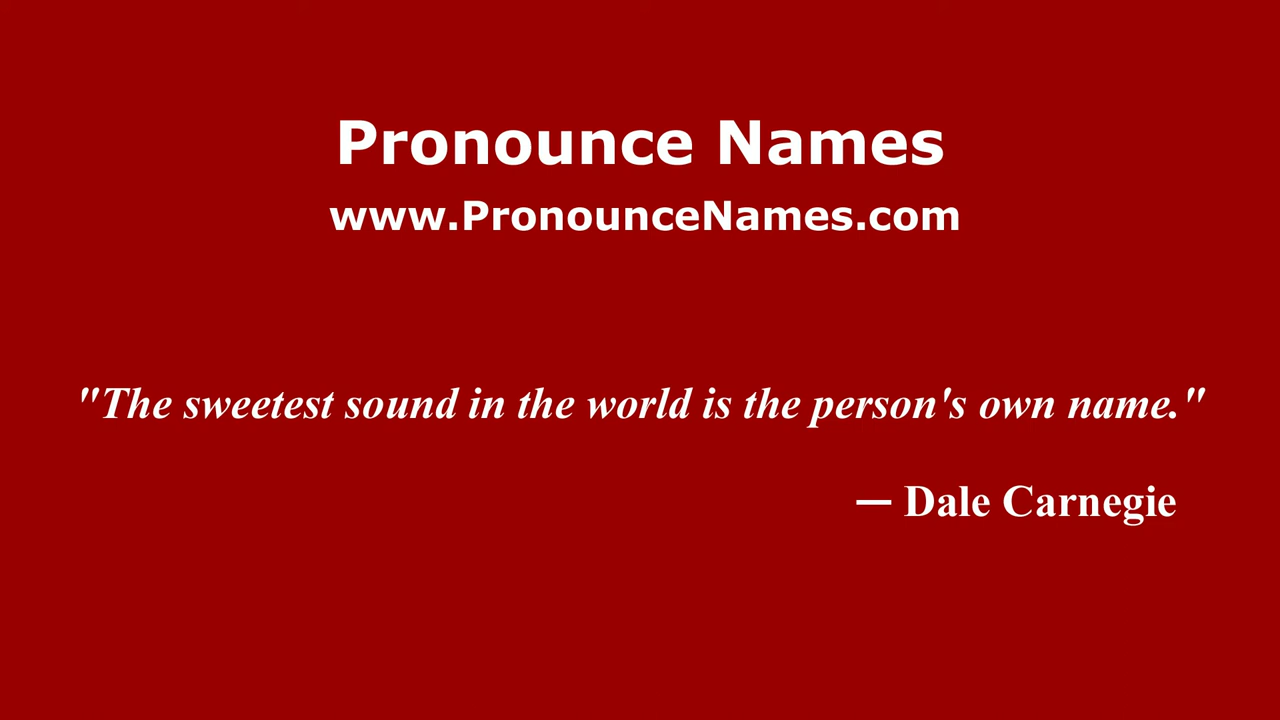 Pronounce Names
www.PronounceNames.com
"The sweetest sound in the world is the person's own name."
— Dale Carnegie